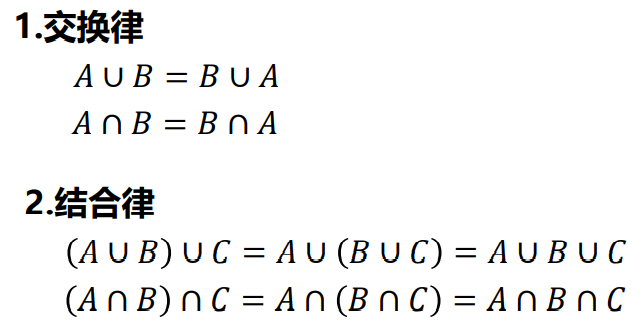 1.交换律
A ∪ B = B ∪ A
A ∩ B = B ∩ A
2.结合律
(A ∪ B) ∪ C = A ∪ (B ∪ C) = A ∪ B ∪ C
(A ∩ B) ∩ C = A ∩ (B ∩ C) = A ∩ B ∩ C